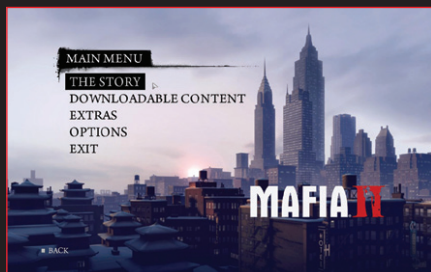 MAIN MENU
THE STORY
DOWNLOADABLE CONTENT
EXTRAS
OPTIONS
EXIT
MAFIA II
BACK